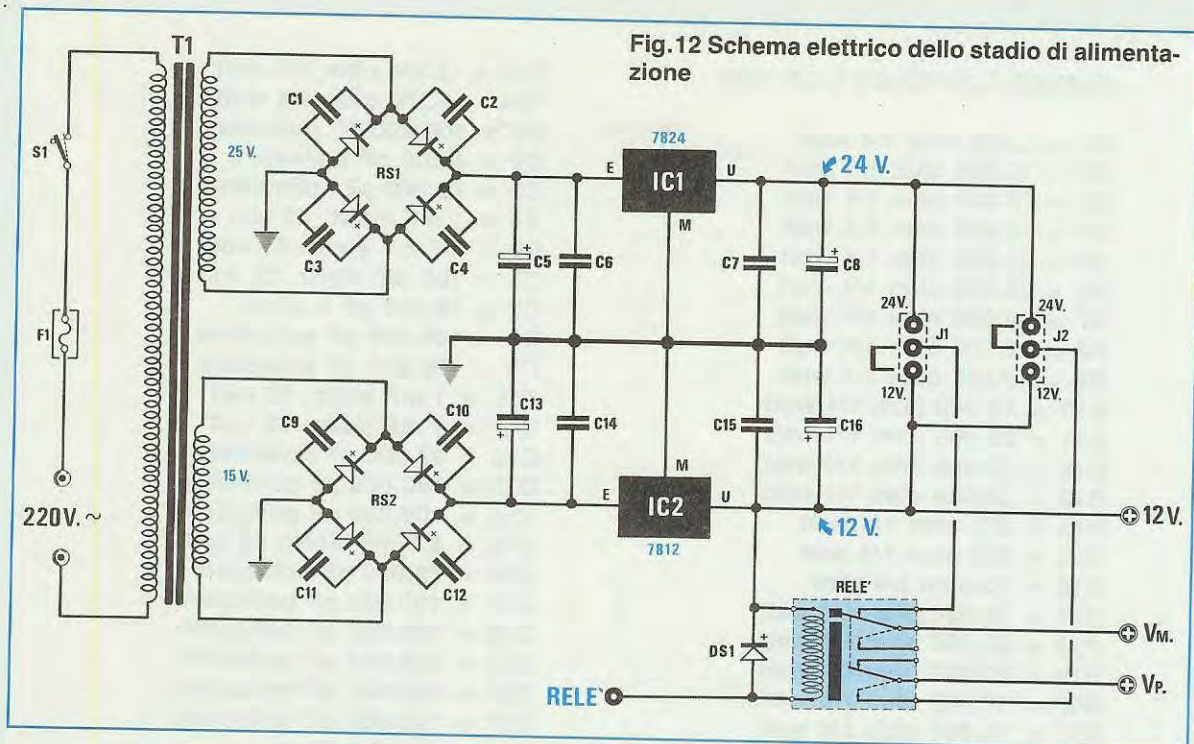 Fig.12 Schema elettrico dello stadio di alimenta-
zione
T1
S1
F1
220V. ~
25 V.
15 V.
C1
C2
RS1
C3
C4
C5
C6
7824
E
IC1
U
M
C7
C8
24 V.
24V.
J1
12V.
24V.
J2
12V.
C9
C10
RS2
C11
C12
C13
C14
M
E
IC2
U
7812
C15
C16
12 V.
12V.
DS1
RELE'
RELE'
VM.
VP.